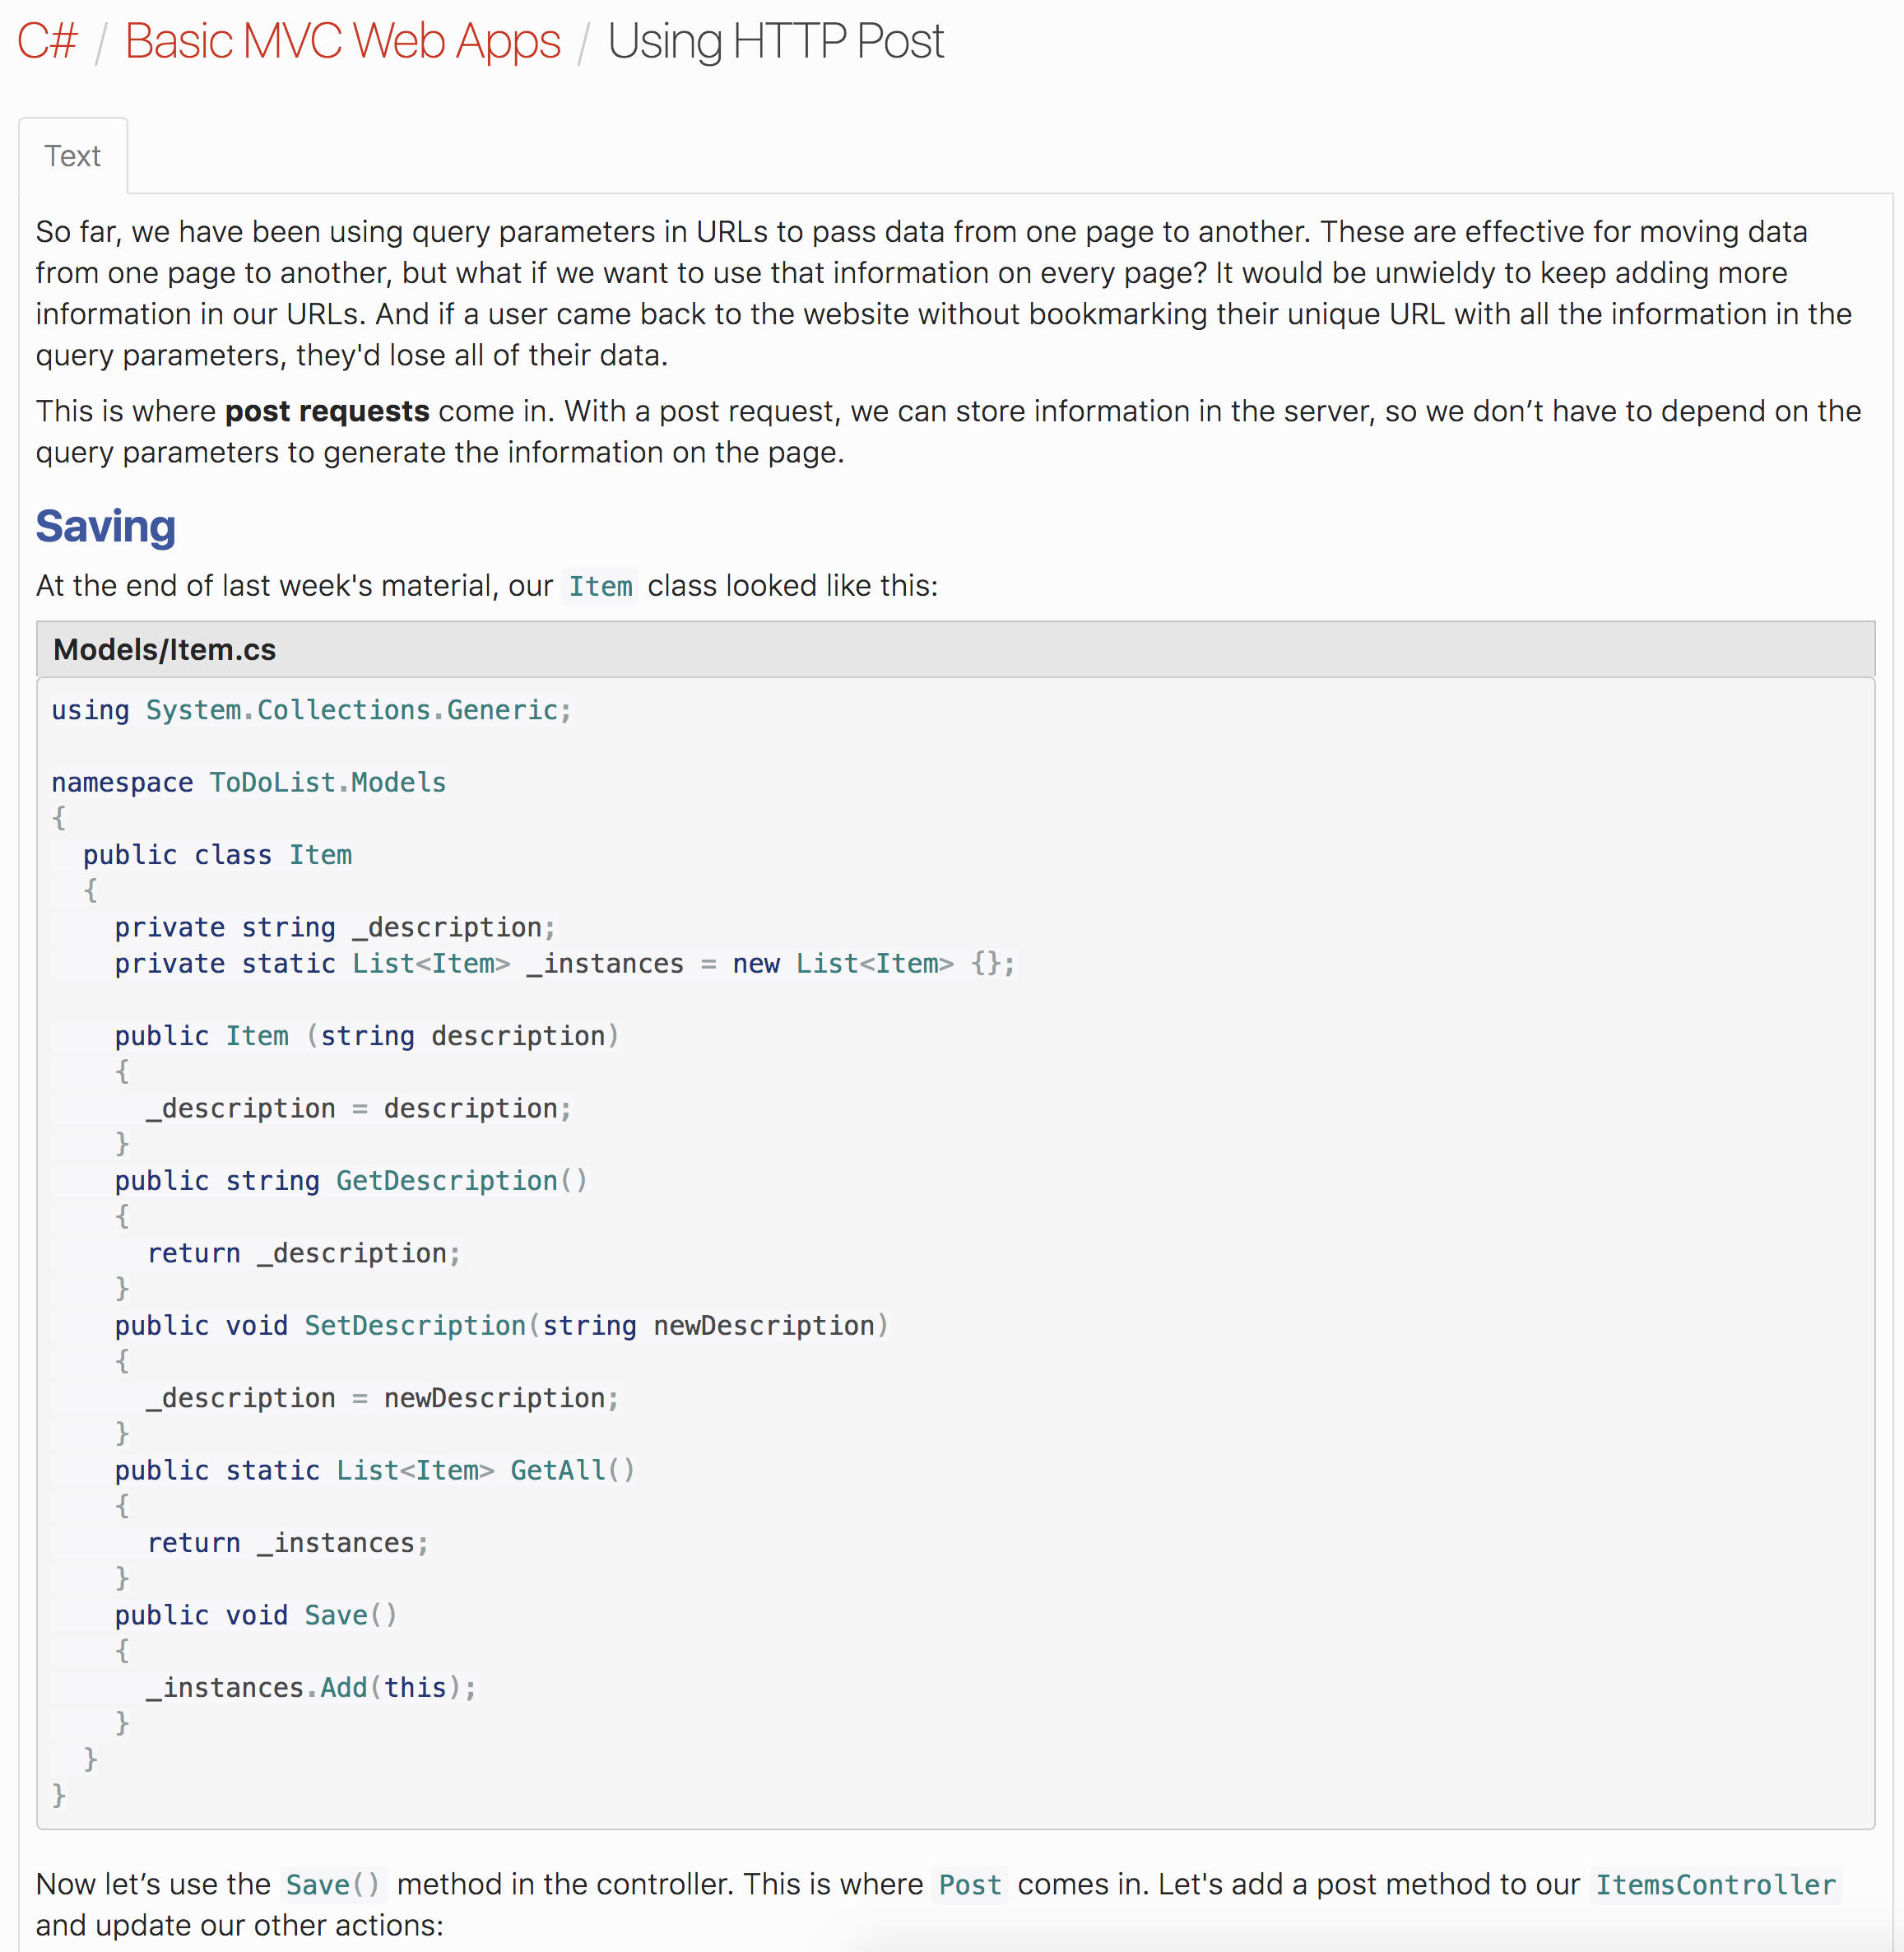 C# / Basic MVC Web Apps / Using HTTP Post
Text
So far, we have been using query parameters in URLs to pass data from one page to another. These are effective for moving data
from one page to another, but what if we want to use that information on every page? It would be unwieldy to keep adding more
information in our URLs. And if a user came back to the website without bookmarking their unique URL with all the information in the
query parameters, they'd lose all of their data.
This is where post requests come in. With a post request, we can store information in the server, so we don’t have to depend on the
query parameters to generate the information on the page.
Saving
At the end of last week's material, our Item class looked like this:
Models/Item.cs
using System.Collections.Generic;
namespace ToDoList.Models
{
  public class Item
  {
    private string _description;
    private static List<Item> _instances = new List<Item> {};
    public Item (string description)
    {
      _description = description;
    }
    public string GetDescription()
    {
      return _description;
    }
    public void SetDescription(string newDescription)
    {
      _description = newDescription;
    }
    public static List<Item> GetAll()
    {
      return _instances;
    }
    public void Save()
    {
      _instances.Add(this);
    }
  }
}
Now let’s use the Save() method in the controller. This is where Post comes in. Let's add a post method to our ItemsController
and update our other actions: